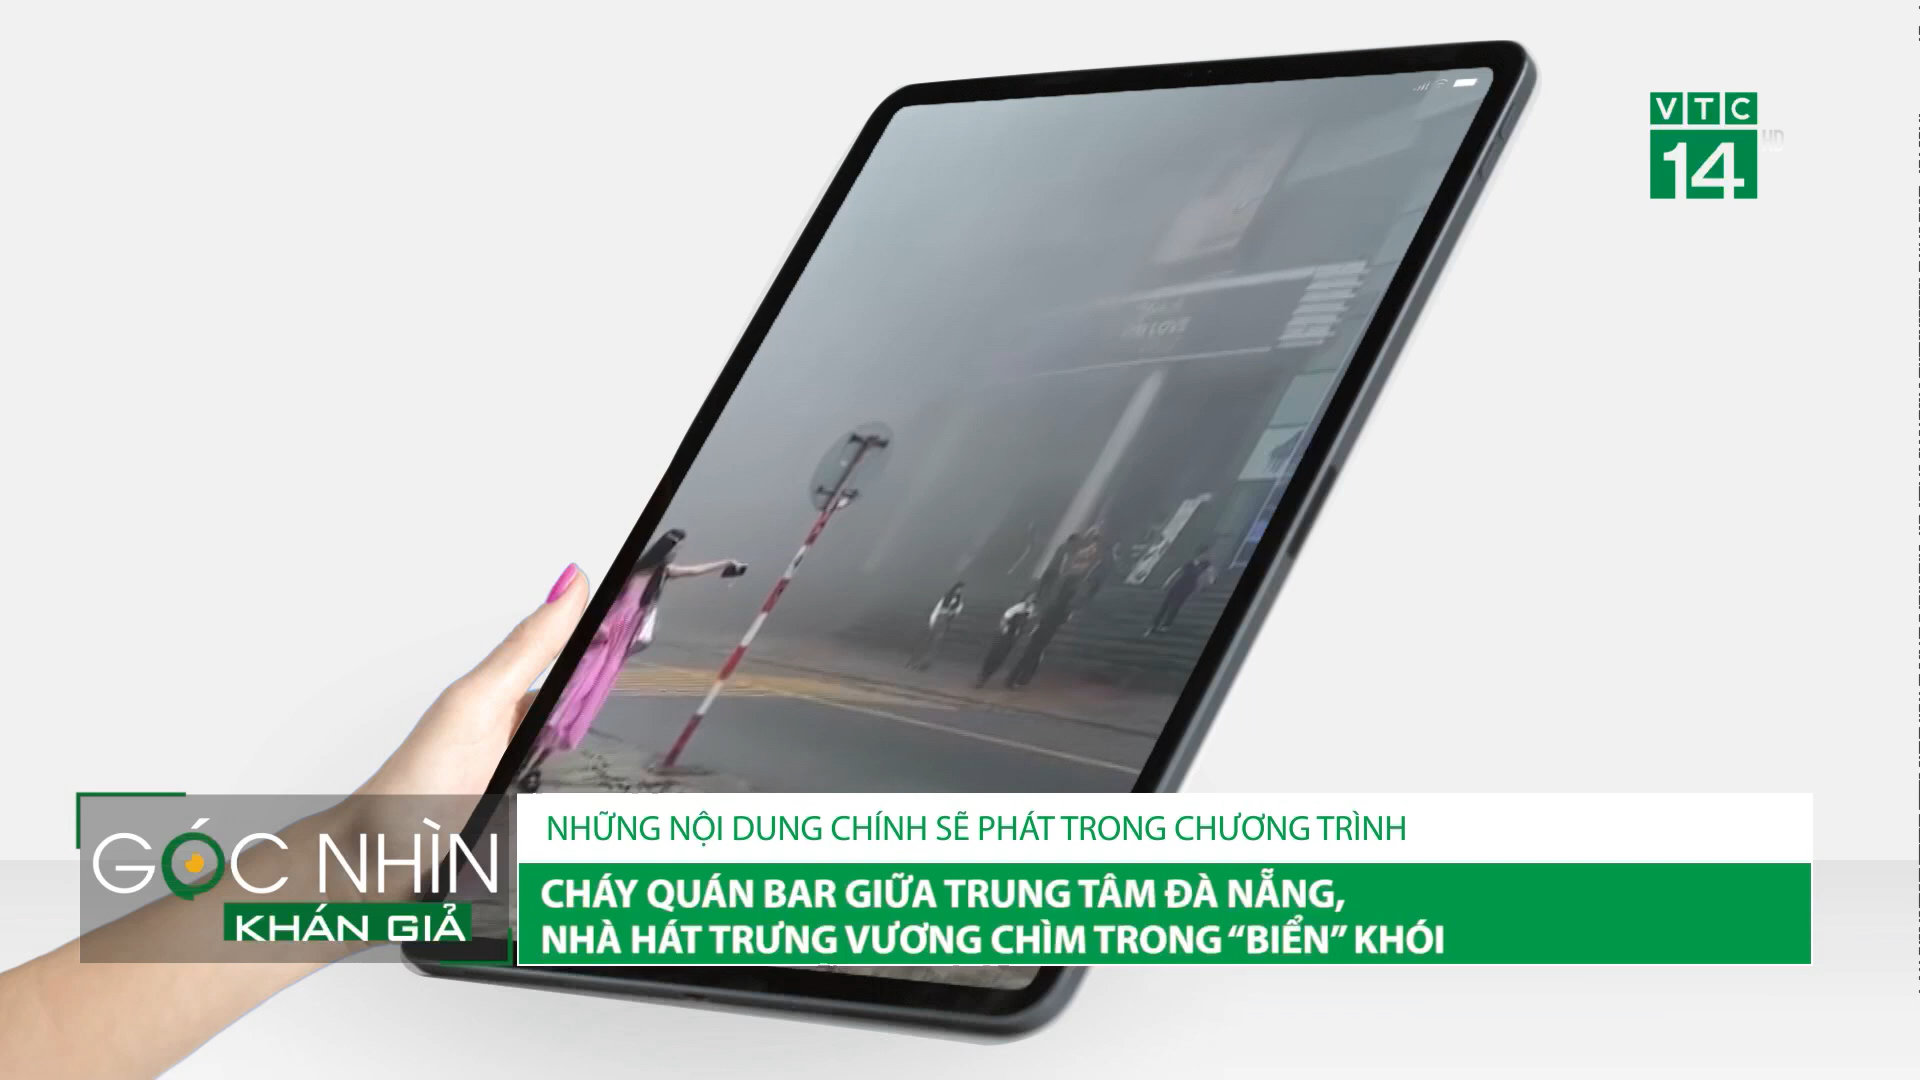 VTC
14
HD
NHỮNG NỘI DUNG CHÍNH SẼ PHÁT TRONG CHƯƠNG TRÌNH
GÓC NHÌN
KHÁN GIẢ
CHÁY QUÁN BAR GIỮA TRUNG TÂM ĐÀ NẴNG,
NHÀ HÁT TRƯNG VƯƠNG CHÌM TRONG “BIỂN” KHÓI